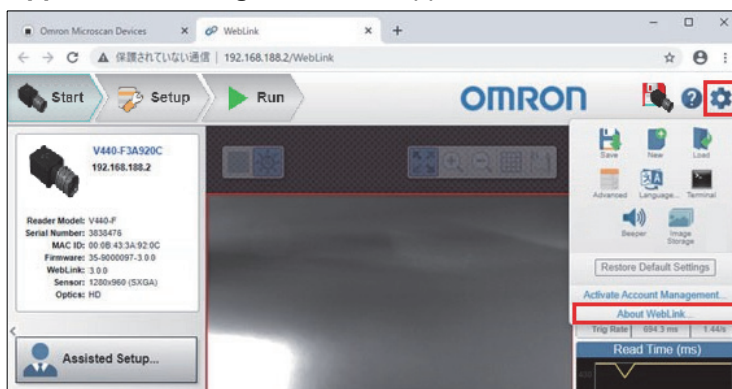 Omron Microscan Devices
WebLink
保護されていない通信 | 192.168.188.2/WebLink
Start
Setup
Run
OMRON
V440-F3A920C
192.168.188.2
Reader Model: V440-F
Serial Number: 3838476
MAC ID: 00:0B:43:3A:92:0C
Firmware: 35-9000097-3.0.0
WebLink: 3.0.0
Sensor: 1280x960 (SXGA)
Optics: HD
Assisted Setup...
Save
New
Load
Advanced
Language...
Terminal
Beeper
Image
Storage
Restore Default Settings
Activate Account Management...
About WebLink...
Trig Rate 694.3 ms 1.44/s
Read Time (ms)